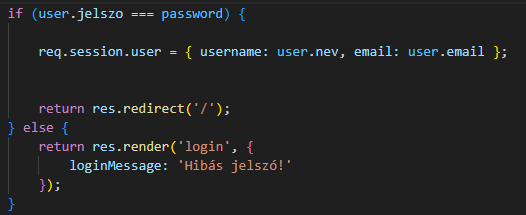 if (user.jelszo === password) {
req.session.user = { username: user.nev, email: user.email };
return res.redirect('/');
} else {
return res.render('login', {
loginMessage: 'Hibás jelszó!'
});
}